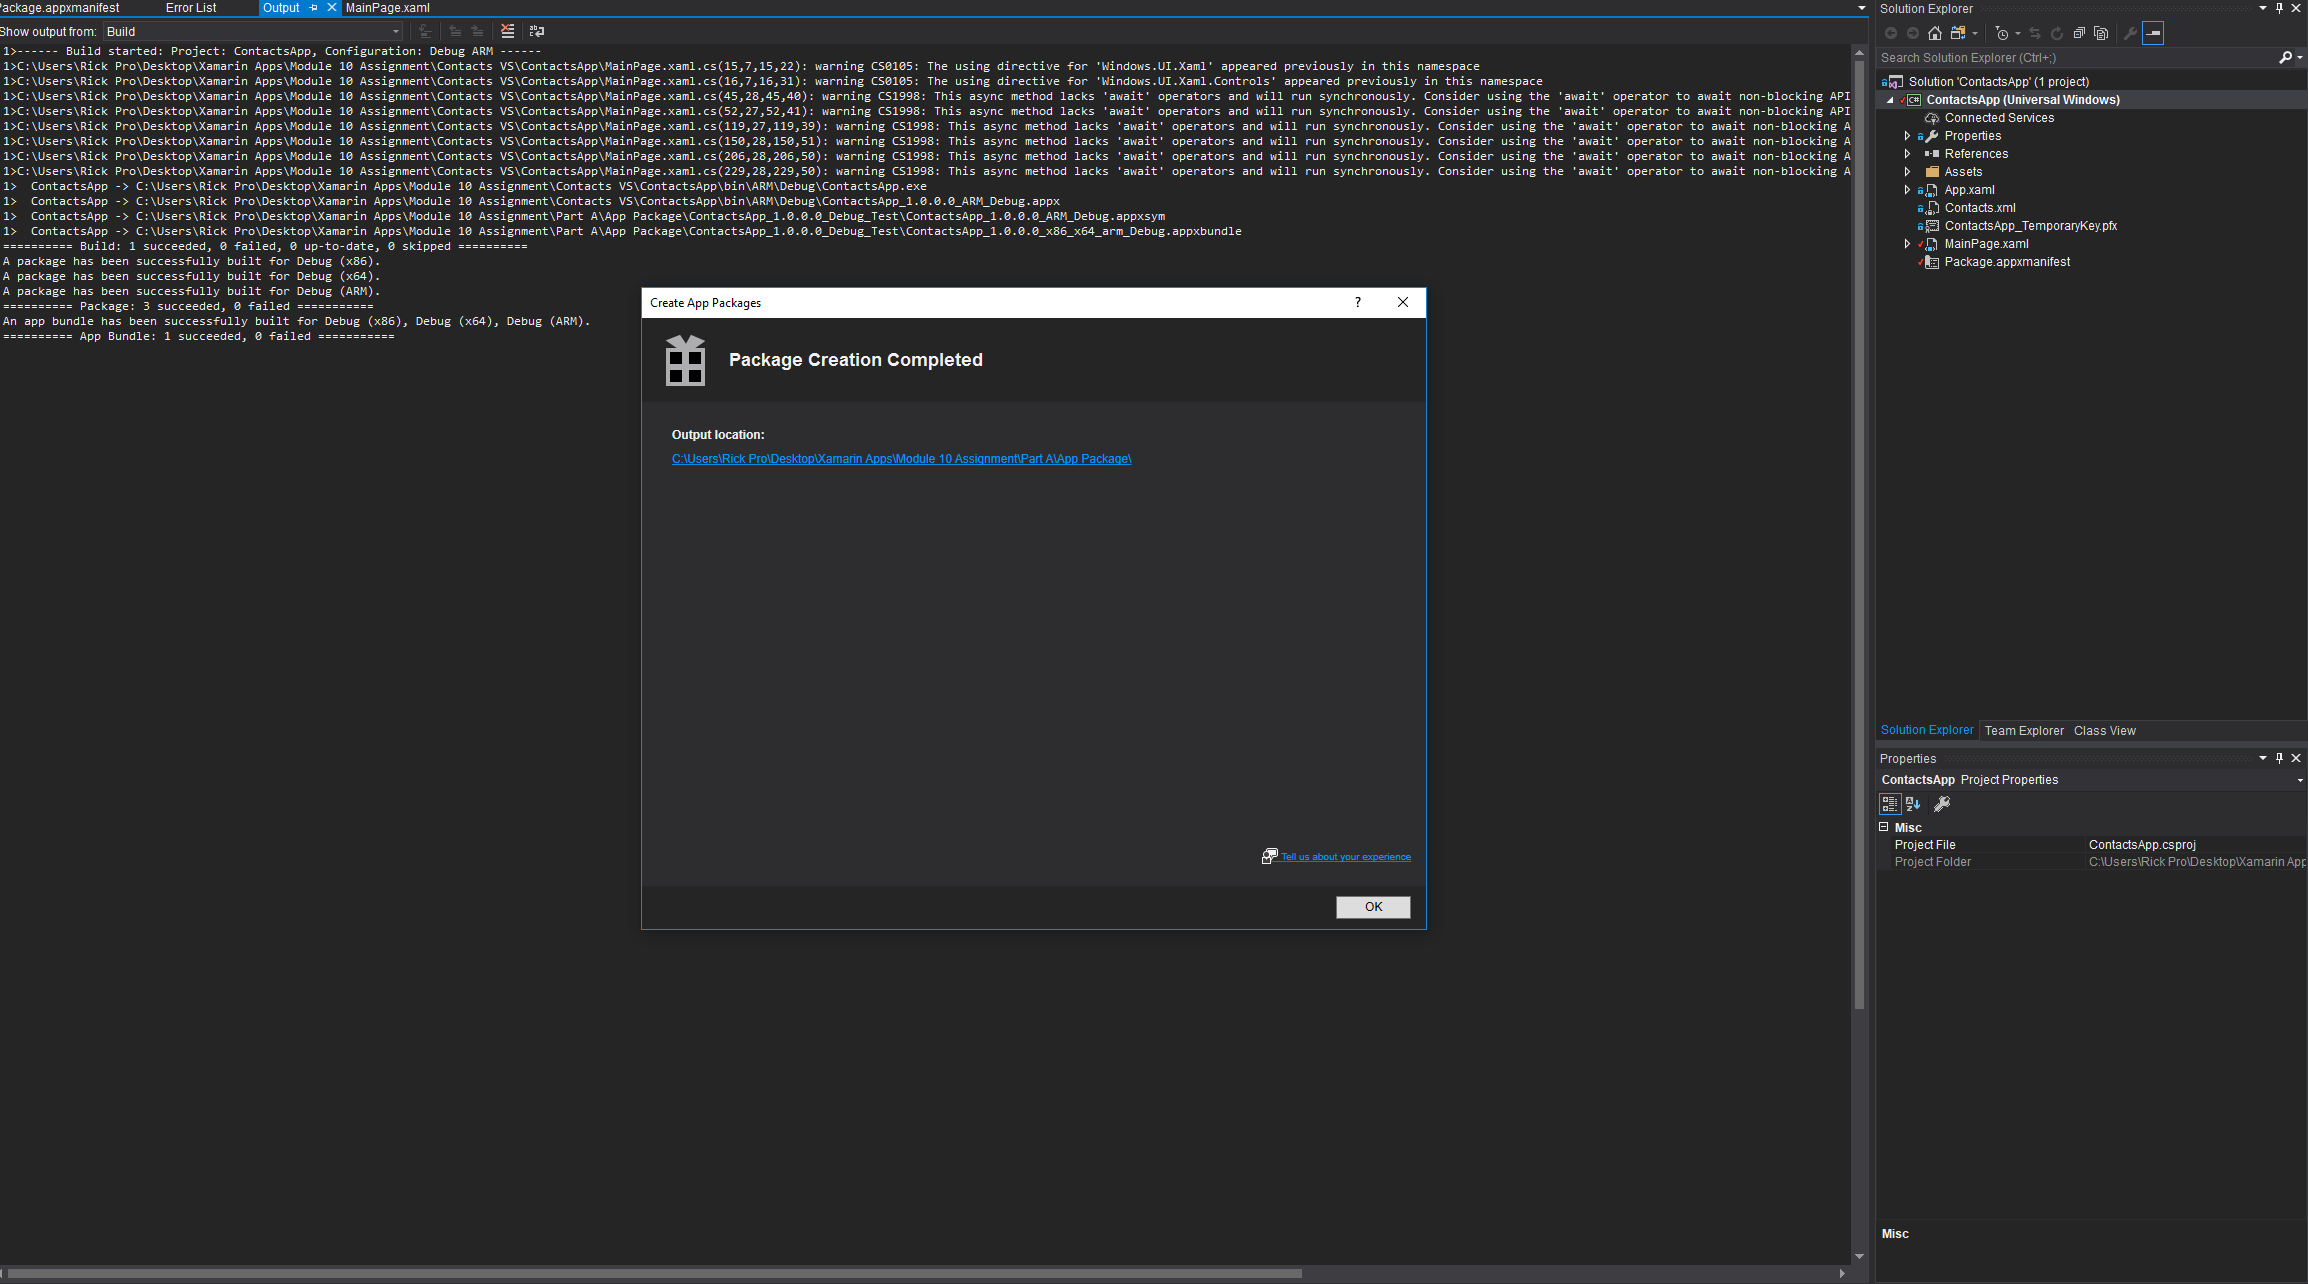 Package.appxmanifest
Error List
Output
MainPage.xaml
Show output from: Build
1>------ Build started: Project: ContactsApp, Configuration: Debug ARM ------
1>C:\Users\Rick Pro\Desktop\Xamarin Apps\Module 10 Assignment\Contacts VS\ContactsApp\MainPage.xaml.cs(15,7,15,22): warning CS0105: The using directive for 'Windows.UI.Xaml' appeared previously in this namespace
1>C:\Users\Rick Pro\Desktop\Xamarin Apps\Module 10 Assignment\Contacts VS\ContactsApp\MainPage.xaml.cs(16,7,16,31): warning CS0105: The using directive for 'Windows.UI.Xaml.Controls' appeared previously in this namespace
1>C:\Users\Rick Pro\Desktop\Xamarin Apps\Module 10 Assignment\Contacts VS\ContactsApp\MainPage.xaml.cs(45,28,45,40): warning CS1998: This async method lacks 'await' operators and will run synchronously. Consider using the 'await' operator to await non-blocking API
1>C:\Users\Rick Pro\Desktop\Xamarin Apps\Module 10 Assignment\Contacts VS\ContactsApp\MainPage.xaml.cs(52,27,52,41): warning CS1998: This async method lacks 'await' operators and will run synchronously. Consider using the 'await' operator to await non-blocking API
1>C:\Users\Rick Pro\Desktop\Xamarin Apps\Module 10 Assignment\Contacts VS\ContactsApp\MainPage.xaml.cs(119,27,119,39): warning CS1998: This async method lacks 'await' operators and will run synchronously. Consider using the 'await' operator to await non-blocking A
1>C:\Users\Rick Pro\Desktop\Xamarin Apps\Module 10 Assignment\Contacts VS\ContactsApp\MainPage.xaml.cs(150,28,150,51): warning CS1998: This async method lacks 'await' operators and will run synchronously. Consider using the 'await' operator to await non-blocking A
1>C:\Users\Rick Pro\Desktop\Xamarin Apps\Module 10 Assignment\Contacts VS\ContactsApp\MainPage.xaml.cs(206,28,206,50): warning CS1998: This async method lacks 'await' operators and will run synchronously. Consider using the 'await' operator to await non-blocking A
1>C:\Users\Rick Pro\Desktop\Xamarin Apps\Module 10 Assignment\Contacts VS\ContactsApp\MainPage.xaml.cs(229,28,229,50): warning CS1998: This async method lacks 'await' operators and will run synchronously. Consider using the 'await' operator to await non-blocking A
1>  ContactsApp -> C:\Users\Rick Pro\Desktop\Xamarin Apps\Module 10 Assignment\Contacts VS\ContactsApp\bin\ARM\Debug\ContactsApp.exe
1>  ContactsApp -> C:\Users\Rick Pro\Desktop\Xamarin Apps\Module 10 Assignment\Contacts VS\ContactsApp\bin\ARM\Debug\ContactsApp_1.0.0.0_ARM_Debug.appx
1>  ContactsApp -> C:\Users\Rick Pro\Desktop\Xamarin Apps\Module 10 Assignment\Part A\App Package\ContactsApp_1.0.0.0_Debug_Test\ContactsApp_1.0.0.0_ARM_Debug.appxsym
1>  ContactsApp -> C:\Users\Rick Pro\Desktop\Xamarin Apps\Module 10 Assignment\Part A\App Package\ContactsApp_1.0.0.0_Debug_Test\ContactsApp_1.0.0.0_x86_x64_arm_Debug.appxbundle
========== Build: 1 succeeded, 0 failed, 0 up-to-date, 0 skipped ==========
A package has been successfully built for Debug (x86).
A package has been successfully built for Debug (x64).
A package has been successfully built for Debug (ARM).
========== Package: 3 succeeded, 0 failed ===========
An app bundle has been successfully built for Debug (x86), Debug (x64), Debug (ARM).
========== App Bundle: 1 succeeded, 0 failed ===========
Create App Packages
?
Package Creation Completed
Output location:
C:\Users\Rick Pro\Desktop\Xamarin Apps\Module 10 Assignment\Part A\App Package\
Tell us about your experience
OK
Solution Explorer
Search Solution Explorer (Ctrl+;)
Solution 'ContactsApp' (1 project)
C# ContactsApp (Universal Windows)
Connected Services
Properties
References
Assets
App.xaml
Contacts.xml
ContactsApp_TemporaryKey.pfx
MainPage.xaml
Package.appxmanifest
Solution Explorer
Team Explorer
Class View
Properties
ContactsApp Project Properties
Misc
Project File
ContactsApp.csproj
Project Folder
C:\Users\Rick Pro\Desktop\Xamarin App
Misc